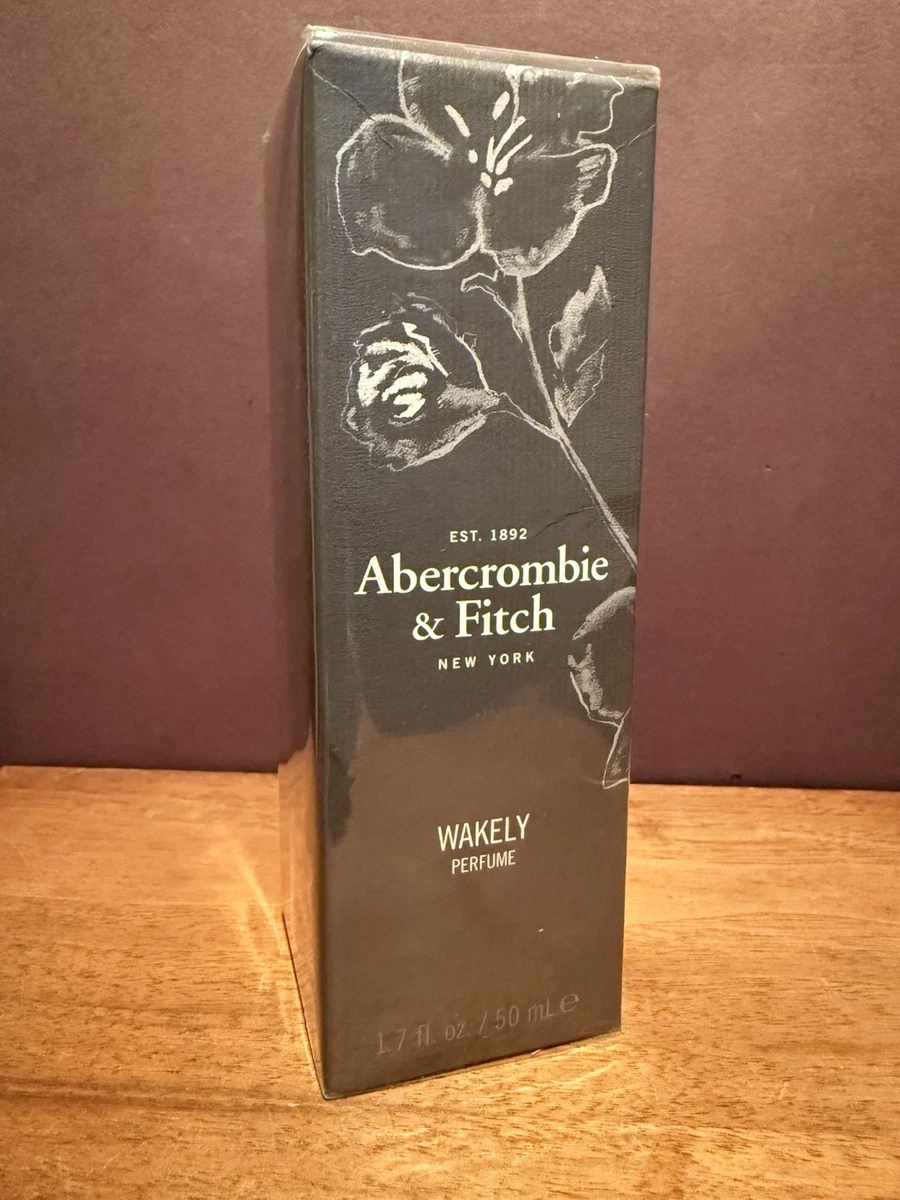 EST. 1892
Abercrombie
& Fitch
NEW YORK
WAKELY
PERFUME
1.7 fl. oz. / 50 mL e